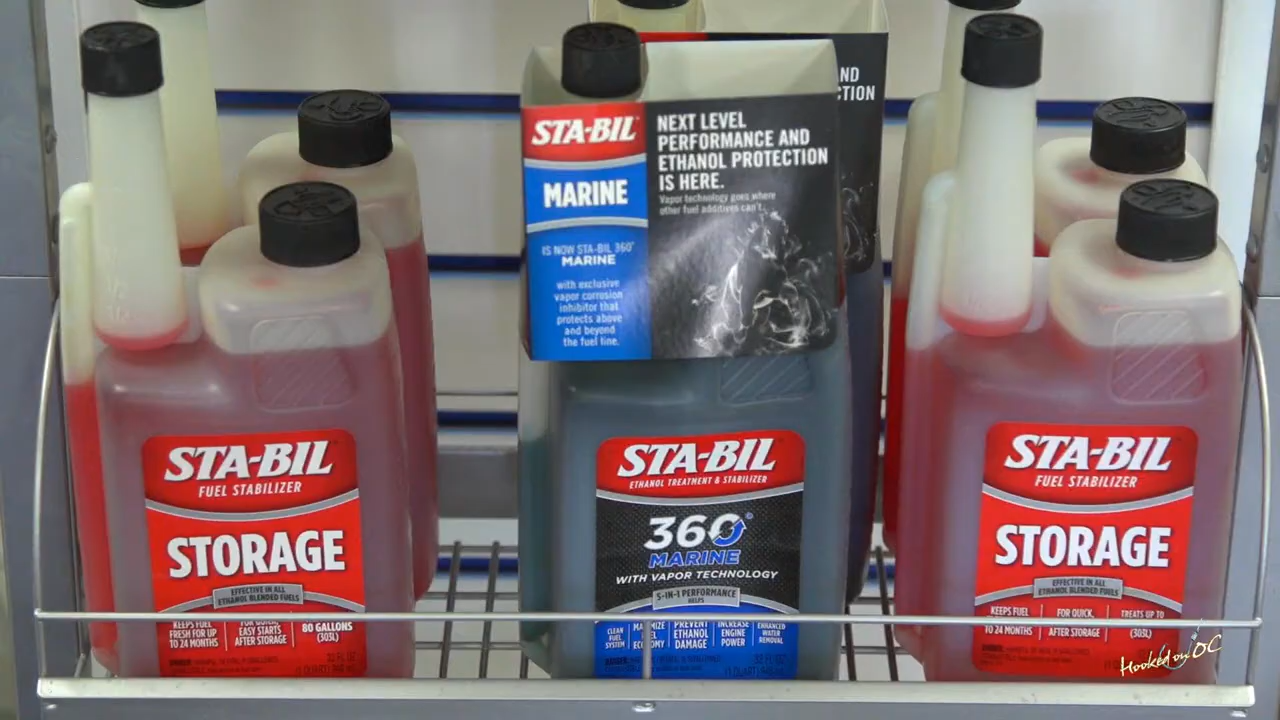 STA-BIL
MARINE
IS NOW STA-BIL 360°
MARINE
with exclusive
vapor corrosion
inhibitor that
protects above
and beyond
the fuel line.
NEXT LEVEL
PERFORMANCE AND
ETHANOL PROTECTION
IS HERE.
Vapor technology goes where
other fuel additives can't.
AND
CTION
STA-BIL
FUEL STABILIZER
STORAGE
EFFECTIVE IN ALL
ETHANOL BLENDED FUELS
KEEPS FUEL
FRESH FOR UP
TO 24 MONTHS
FOR QUICK,
EASY STARTS
AFTER STORAGE
80 GALLONS
(303L)
STA-BIL
ETHANOL TREATMENT & STABILIZER
360°
MARINE
WITH VAPOR TECHNOLOGY
5-IN-1 PERFORMANCE
HELPS
CLEAN
FUEL
SYSTEM
PREVENT
ETHANOL
DAMAGE
INCREASE
ENGINE
POWER
ENHANCED
WATER
REMOVAL
STA-BIL
FUEL STABILIZER
STORAGE
EFFECTIVE IN ALL
ETHANOL BLENDED FUELS
KEEPS FUEL
TO 24 MONTHS
FOR QUICK,
AFTER STORAGE
TREATS UP TO
(303L)
Hooked on OC